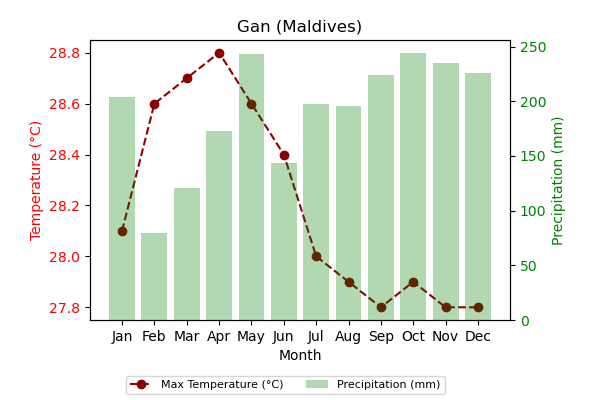 Gan (Maldives)
28.8
28.6
28.4
28.2
28.0
27.8
Temperature (°C)
250
200
150
100
50
0
Precipitation (mm)
Jan Feb Mar Apr May Jun Jul Aug Sep Oct Nov Dec
Month
Max Temperature (°C) Precipitation (mm)